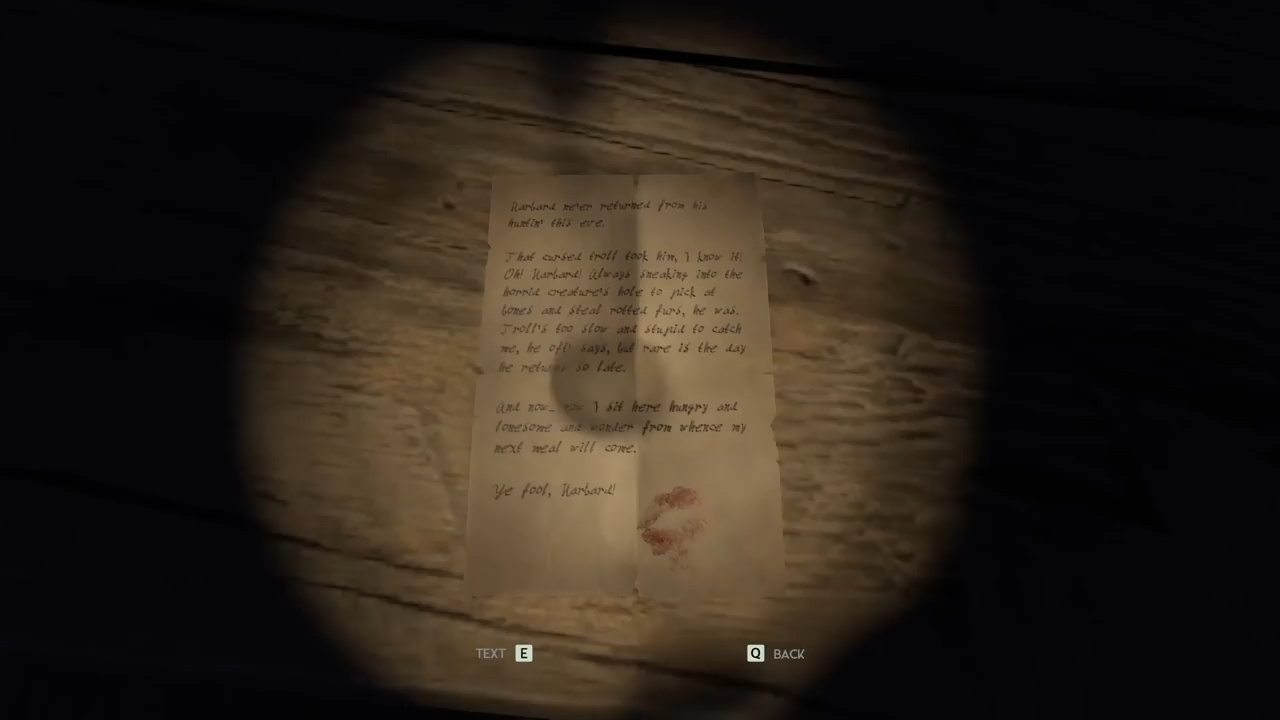 Harbard ne'er returned from his
huntin' this eve.
That cursed troll took him, I know it!
Oh! Harbard! Always sneaking into the
horrid creature's hole to pick at
bones and steal rotted furs, he was.
Troll's too slow and stupid to catch
me, he oft' says, but rare is the day
he returns so late.
And now... now I sit here hungry and
lonesome and wonder from whence my
next meal will come.
Ye fool, Harbard!
TEXT E
Q BACK